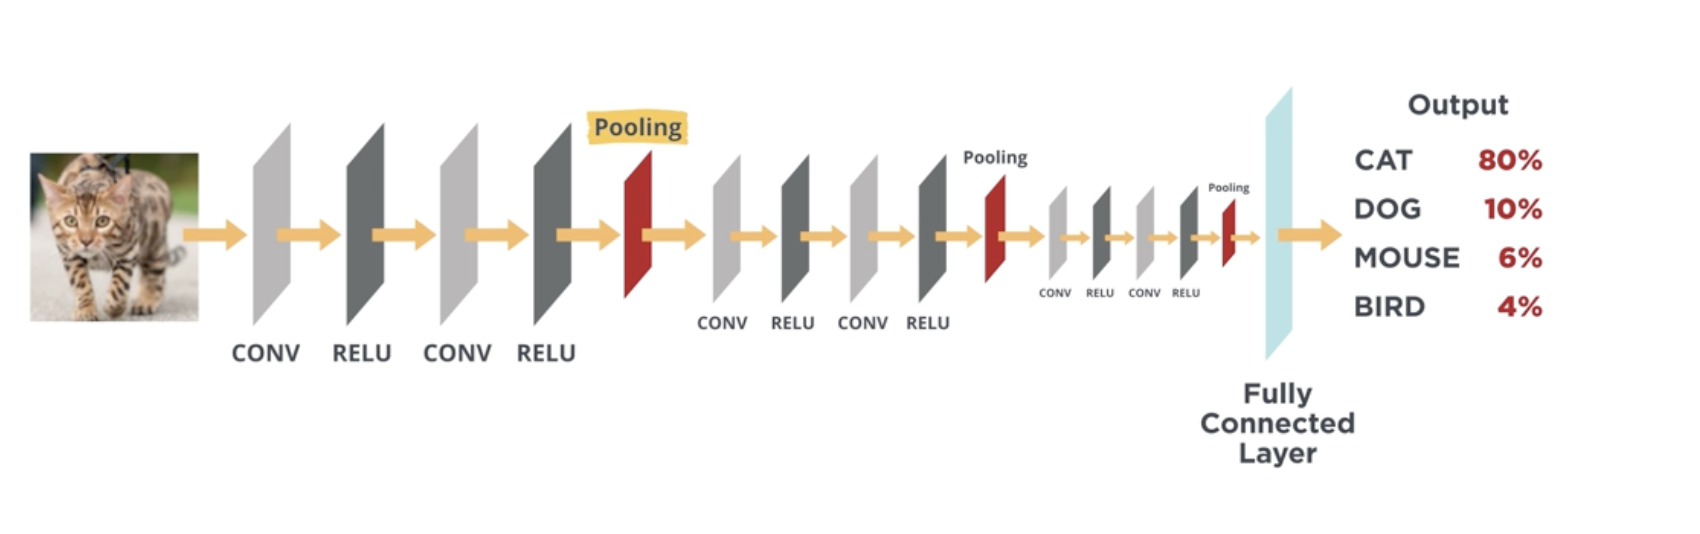 Pooling
CONV RELU CONV RELU
Pooling
CONV RELU CONV RELU
Pooling
CONV RELU CONV RELU
Fully
Connected
Layer
Output
CAT 80%
DOG 10%
MOUSE 6%
BIRD 4%